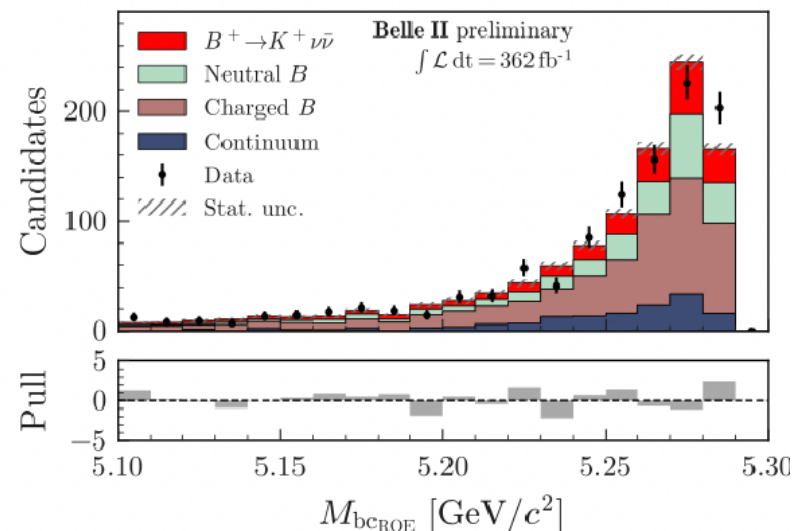 B⁺→K⁺νν̄
Neutral B
Charged B
Continuum
Data
Stat. unc.
Belle II preliminary
∫ 𝓛 dt = 362 fb⁻¹
Candidates
200
100
0
Pull
5
0
−5
5.10 5.15 5.20 5.25 5.30
M_bc_ROE [GeV/c²]